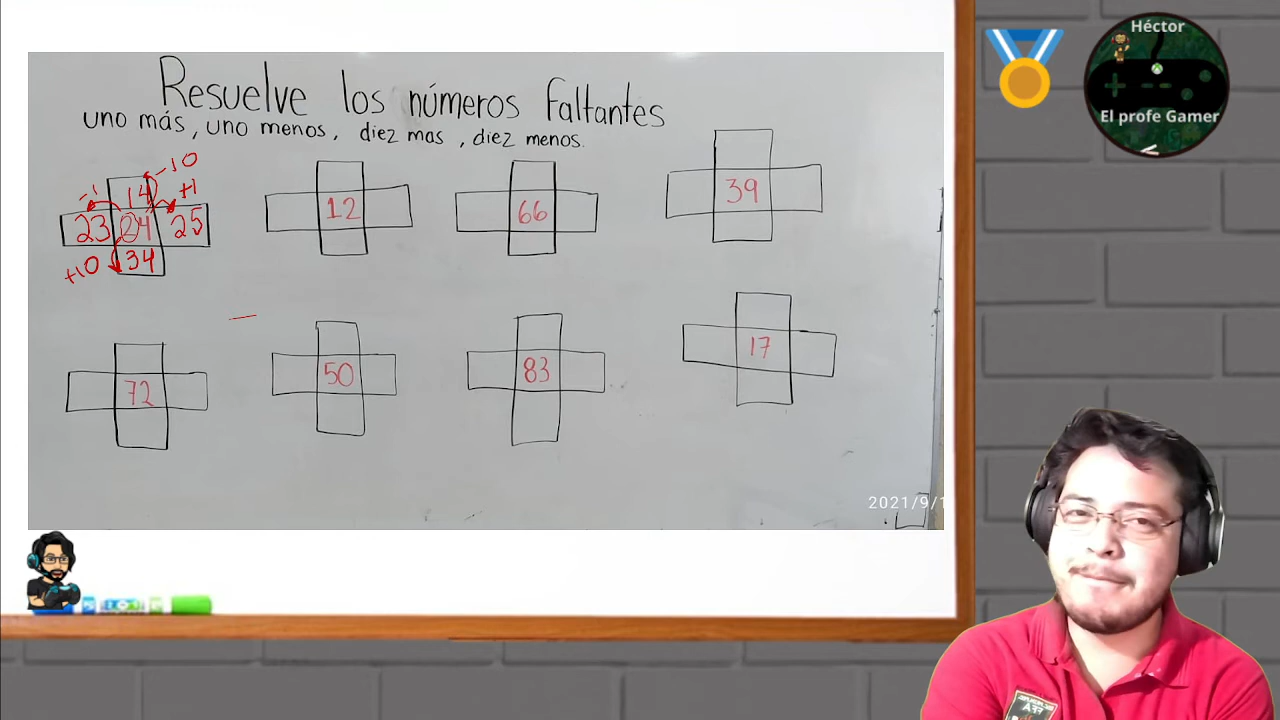 Resuelve los números faltantes
uno más, uno menos, diez mas, diez menos.
-10
-1 14 +1
23 24 25
+10 34
12
66
39
72
50
83
17
2021/9/1
Héctor
El profe Gamer